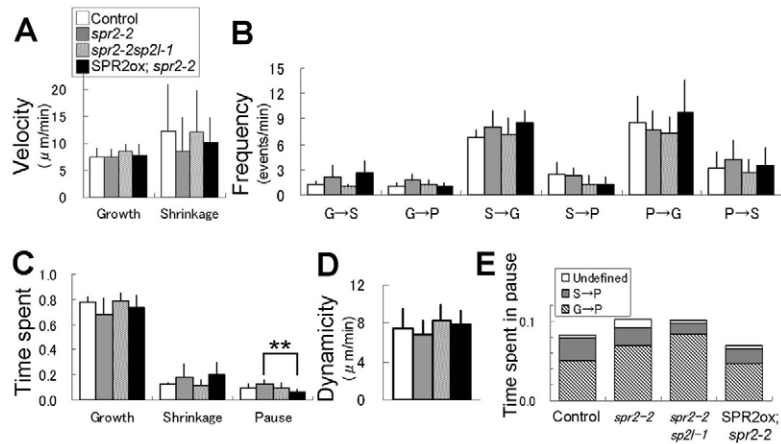 A
Control
spr2-2
spr2-2sp2l-1
SPR2ox; spr2-2
Velocity
(μm/min)
20
15
10
5
0
Growth Shrinkage
B
Frequency
(events/min)
15
12
9
6
3
0
G→S G→P S→G S→P P→G P→S
C
Time spent
1.0
0.8
0.6
0.4
0.2
0.0
**
Growth Shrinkage Pause
D
Dynamicity
(μm/min)
12
8
4
0
E
Undefined
S→P
G→P
Time spent in pause
0.1
0.0
Control spr2-2 spr2-2 SPR2ox;
sp2l-1 spr2-2